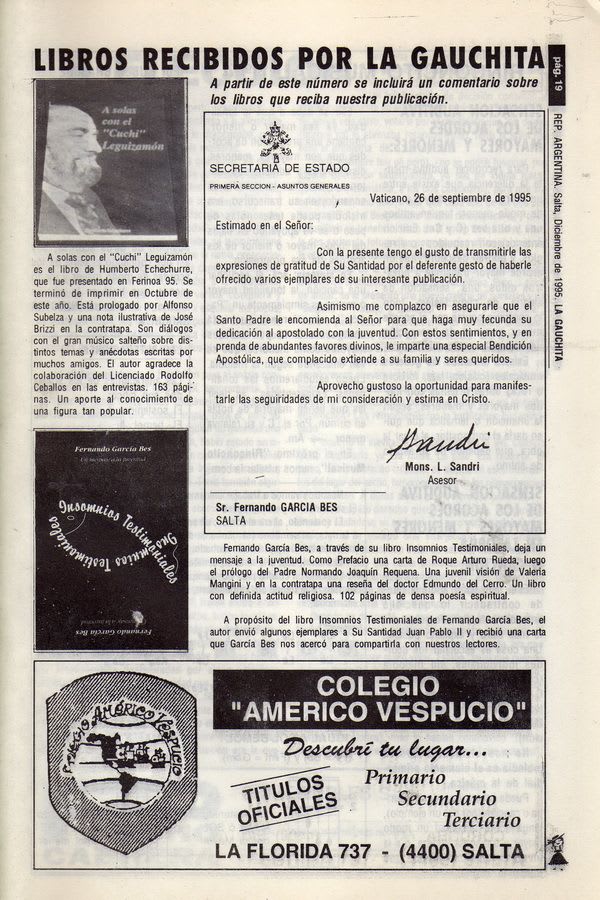 LIBROS RECIBIDOS POR LA GAUCHITA
A partir de este número se incluirá un comentario sobre
los libros que reciba nuestra publicación.
pág. 19
REP. ARGENTINA. Salta, Diciembre de 1995. LA GAUCHITA
A solas
con el
"Cuchi"
Leguizamón
A solas con el "Cuchi" Leguizamón
es el libro de Humberto Echechurre,
que fue presentado en Ferinoa 95. Se
terminó de imprimir en Octubre de
este año. Está prologado por Alfonso
Subelza y una nota ilustrativa de José
Brizzi en la contratapa. Son diálogos
con el gran músico salteño sobre dis-
tintos temas y anécdotas escritas por
muchos amigos. El autor agradece la
colaboración del Licenciado Rodolfo
Ceballos en las entrevistas. 163 pági-
nas. Un aporte al conocimiento de
una figura tan popular.
SECRETARIA DE ESTADO
PRIMERA SECCION - ASUNTOS GENERALES
Vaticano, 26 de septiembre de 1995
Estimado en el Señor:
Con la presente tengo el gusto de transmitirle las
expresiones de gratitud de Su Santidad por el deferente gesto de haberle
ofrecido varios ejemplares de su interesante publicación.
Asimismo me complazco en asegurarle que el
Santo Padre le encomienda al Señor para que haga muy fecunda su
dedicación al apostolado con la juventud. Con estos sentimientos, y en
prenda de abundantes favores divinos, le imparte una especial Bendición
Apostólica, que complacido extiende a su familia y seres queridos.
Aprovecho gustoso la oportunidad para manifes-
tarle las seguiridades de mi consideración y estima en Cristo.
Sandri
Mons. L. Sandri
Asesor
Sr. Fernando GARCIA BES
SALTA
Fernando García Bes
Un mensaje a la juventud
Insomnios Testimoniales
Insomnios Testimoniales
Un mensaje a la juventud
Fernando García Bes
Fernando García Bes, a través de su libro Insomnios Testimoniales, deja un
mensaje a la juventud. Como Prefacio una carta de Roque Arturo Rueda, luego
el prólogo del Padre Normando Joaquín Requena. Una juvenil visión de Valeria
Mangini y en la contratapa una reseña del doctor Edmundo del Cerro. Un libro
con definida actitud religiosa. 102 páginas de densa poesía espiritual.
A propósito del libro Insomnios Testimoniales de Fernando García Bes, el
autor envió algunos ejemplares a Su Santidad Juan Pablo II y recibió una carta
que García Bes nos acercó para compartirla con nuestros lectores.
COLEGIO AMÉRICO VESPUCIO
COLEGIO
"AMERICO VESPUCIO"
Descubrí tu lugar...
TITULOS
OFICIALES
Primario
Secundario
Terciario
LA FLORIDA 737 - (4400) SALTA